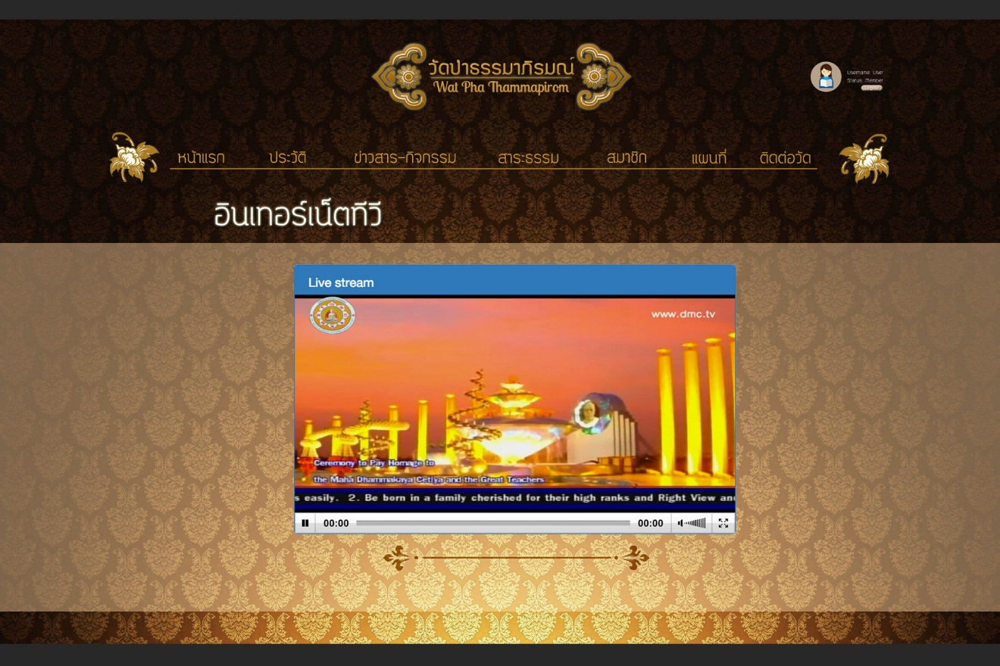 วัดป่าธรรมาภิรมณ์
Wat Pha Thammapirom
Username: User
Status: Member
หน้าแรก ประวัติ ข่าวสาร-กิจกรรม สาระธรรม สมาชิก แผนที่ ติดต่อวัด
อินเทอร์เน็ตทีวี
Live stream
www.dmc.tv
Ceremony to Pay Homage to
the Maha Dhammakaya Cetiya and the Great Teachers
s easily. 2. Be born in a family cherished for their high ranks and Right View an
00:00 00:00